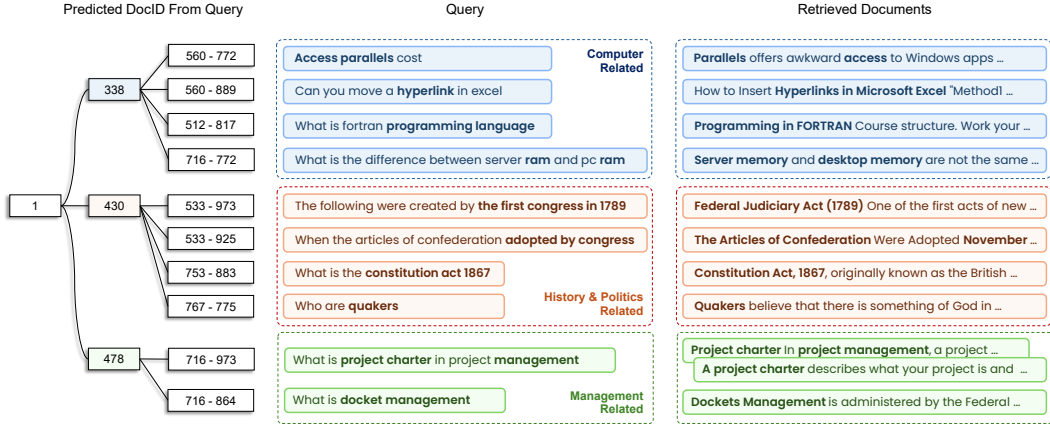 Predicted DocID From Query
Query
Retrieved Documents
1
338
560 - 772
560 - 889
512 - 817
716 - 772
Access parallels cost
Can you move a hyperlink in excel
What is fortran programming language
What is the difference between server ram and pc ram
Computer
Related
Parallels offers awkward access to Windows apps ...
How to Insert Hyperlinks in Microsoft Excel "Method1 ...
Programming in FORTRAN Course structure. Work your ...
Server memory and desktop memory are not the same ...
430
533 - 973
533 - 925
753 - 883
767 - 775
The following were created by the first congress in 1789
When the articles of confederation adopted by congress
What is the constitution act 1867
Who are quakers
History & Politics
Related
Federal Judiciary Act (1789) One of the first acts of new ...
The Articles of Confederation Were Adopted November ...
Constitution Act, 1867, originally known as the British ...
Quakers believe that there is something of God in ...
478
716 - 973
716 - 864
What is project charter in project management
What is docket management
Management
Related
Project charter In project management, a project ...
A project charter describes what your project is and ...
Dockets Management is administered by the Federal ...